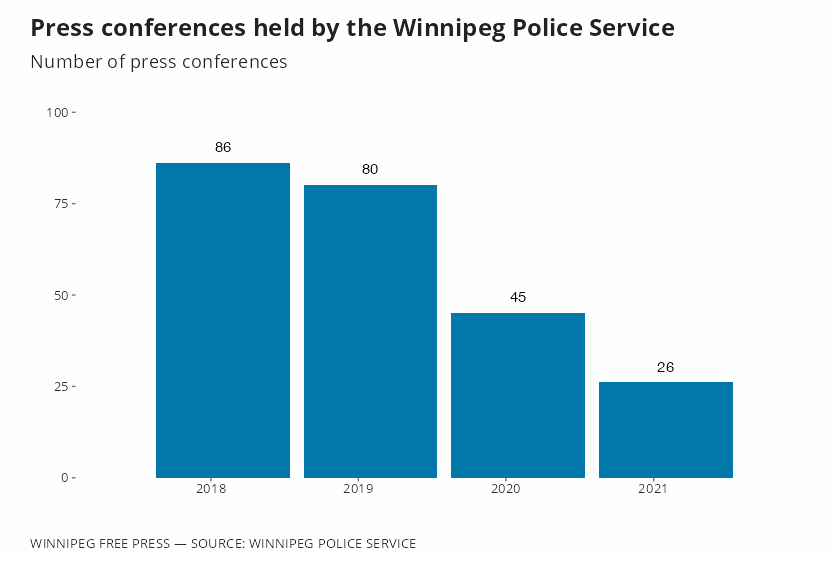 Press conferences held by the Winnipeg Police Service
Number of press conferences
100
86
80
75
50
45
26
25
0
2018 2019 2020 2021
WINNIPEG FREE PRESS — SOURCE: WINNIPEG POLICE SERVICE